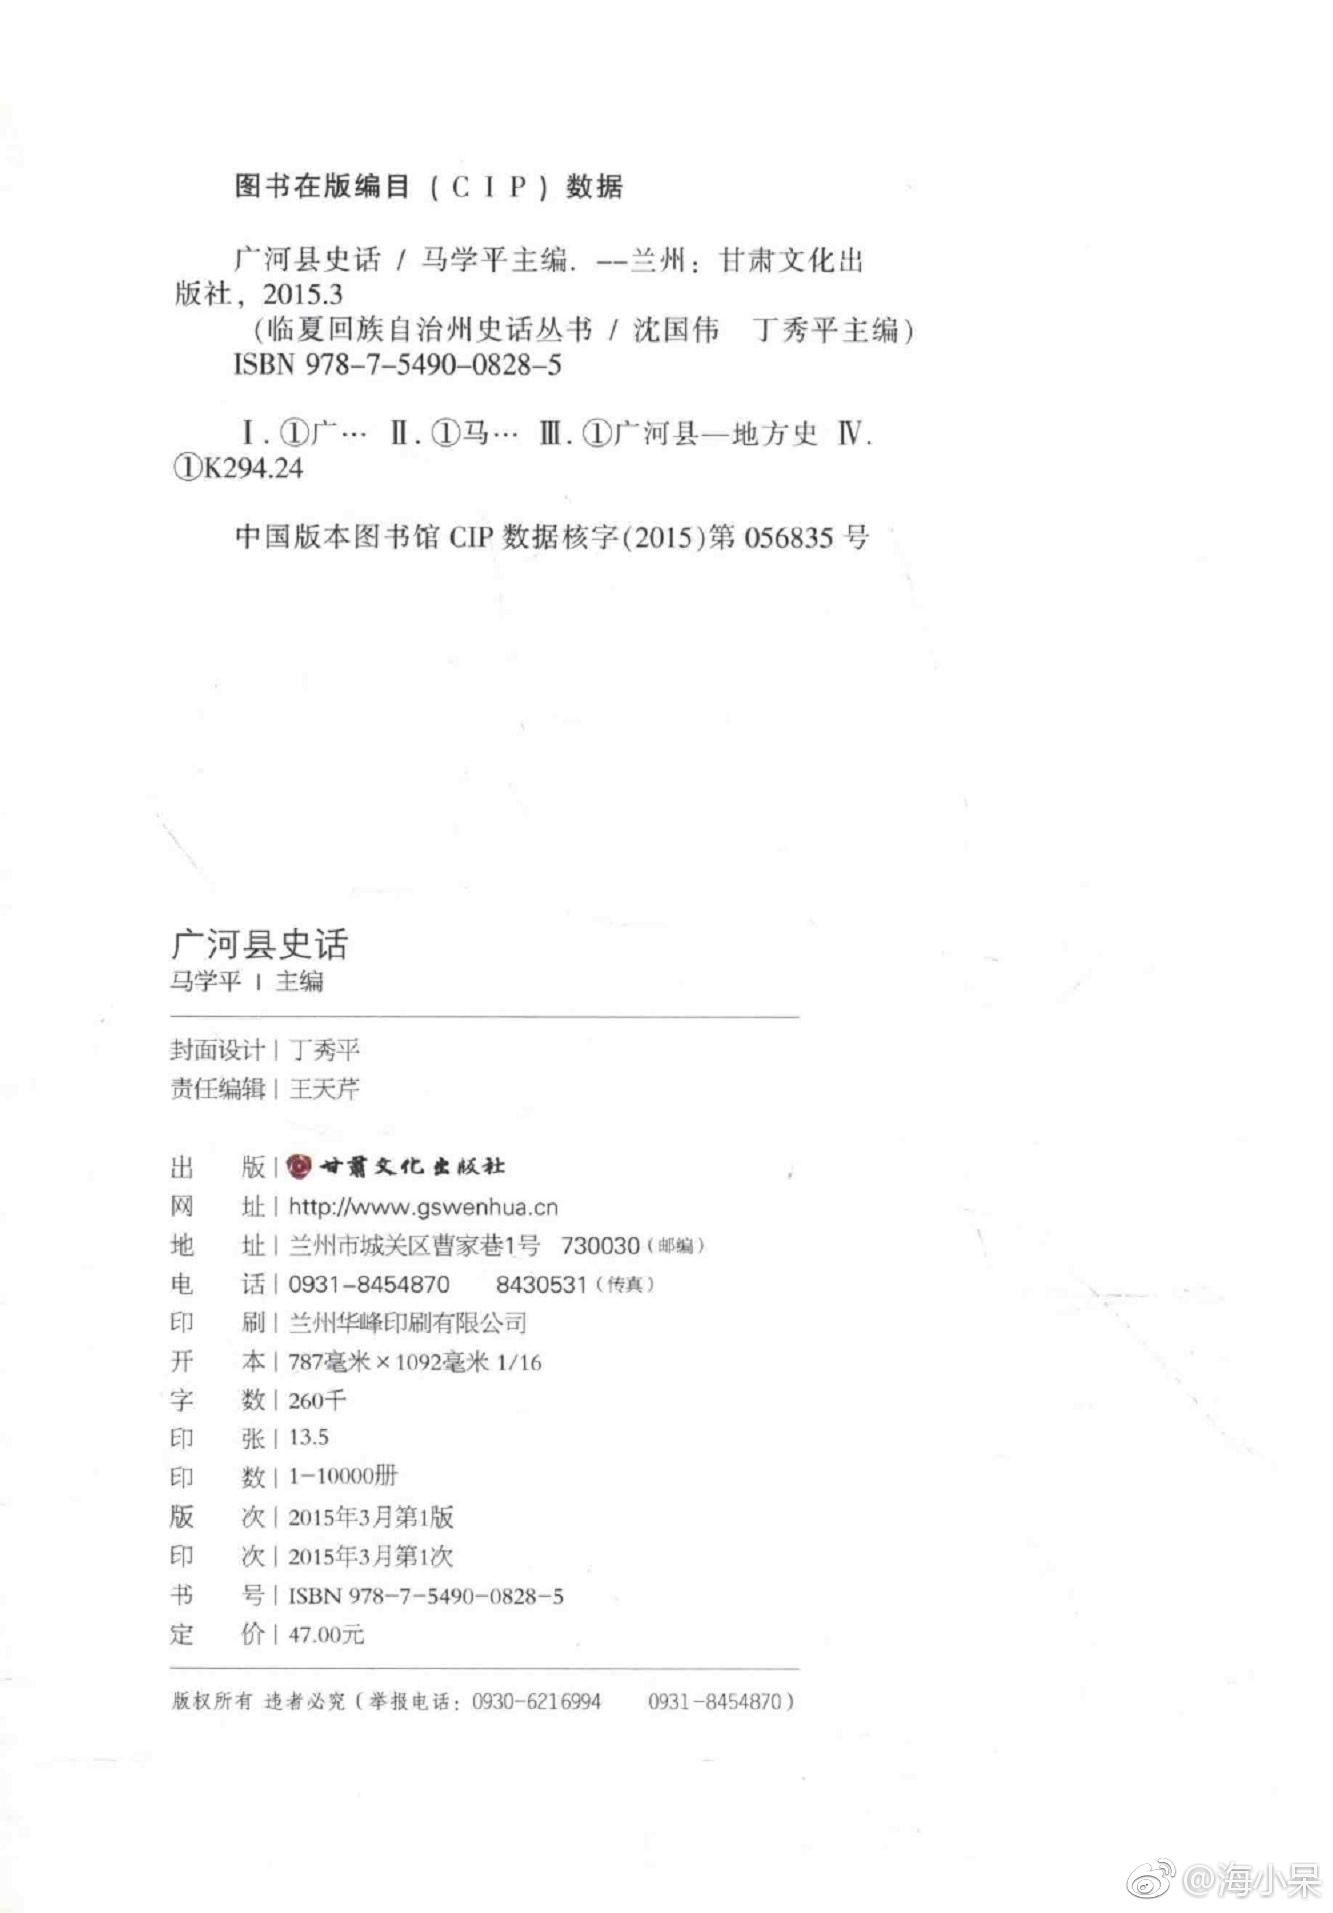 图书在版编目（CIP）数据
广河县史话 / 马学平主编. --兰州：甘肃文化出
版社，2015.3
（临夏回族自治州史话丛书 / 沈国伟 丁秀平主编）
ISBN 978-7-5490-0828-5
Ⅰ.①广… Ⅱ.①马… Ⅲ.①广河县—地方史 Ⅳ.
①K294.24
中国版本图书馆 CIP 数据核字(2015)第 056835 号
广河县史话
马学平 | 主编
封面设计 | 丁秀平
责任编辑 | 王天芹
出 版 | 甘肃文化出版社
网 址 | http://www.gswenhua.cn
地 址 | 兰州市城关区曹家巷1号 730030（邮编）
电 话 | 0931-8454870 8430531（传真）
印 刷 | 兰州华峰印刷有限公司
开 本 | 787毫米×1092毫米 1/16
字 数 | 260千
印 张 | 13.5
印 数 | 1-10000册
版 次 | 2015年3月第1版
印 次 | 2015年3月第1次
书 号 | ISBN 978-7-5490-0828-5
定 价 | 47.00元
版权所有 违者必究（举报电话：0930-6216994 0931-8454870）
@海小呆